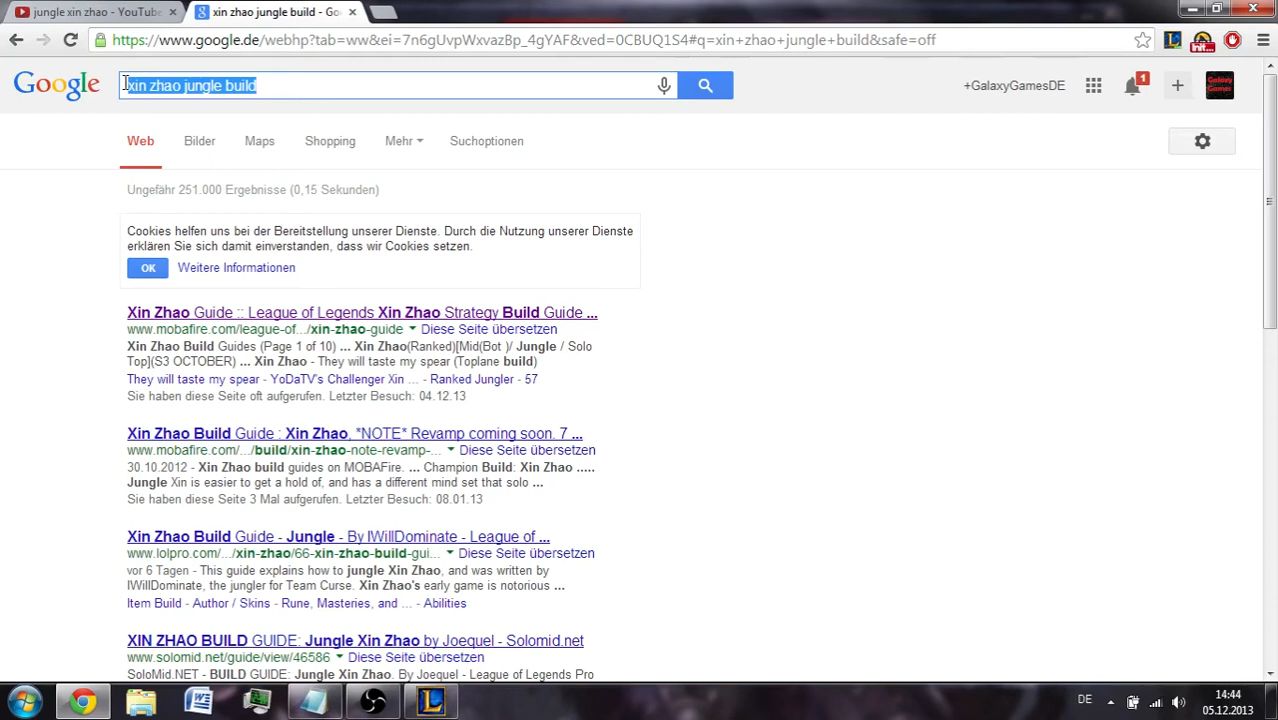 jungle xin zhao - YouTube
xin zhao jungle build - Go
https://www.google.de/webhp?tab=ww&ei=7n6gUvpWxvazBp_4gYAF&ved=0CBUQ1S4#q=xin+zhao+jungle+build&safe=off
Init...
Google
xin zhao jungle build
+GalaxyGamesDE
1
Galaxy
Games
Web Bilder Maps Shopping Mehr Suchoptionen
Ungefähr 251.000 Ergebnisse (0,15 Sekunden)
Cookies helfen uns bei der Bereitstellung unserer Dienste. Durch die Nutzung unserer Dienste
erklären Sie sich damit einverstanden, dass wir Cookies setzen.
OK Weitere Informationen
Xin Zhao Guide :: League of Legends Xin Zhao Strategy Build Guide ...
www.mobafire.com/league-of.../xin-zhao-guide Diese Seite übersetzen
Xin Zhao Build Guides (Page 1 of 10) ... Xin Zhao(Ranked)[Mid(Bot )/ Jungle / Solo
Top](S3 OCTOBER) ... Xin Zhao - They will taste my spear (Toplane build)
They will taste my spear - YoDaTV's Challenger Xin ... - Ranked Jungler - 57
Sie haben diese Seite oft aufgerufen. Letzter Besuch: 04.12.13
Xin Zhao Build Guide : Xin Zhao, *NOTE* Revamp coming soon. 7 ...
www.mobafire.com/.../build/xin-zhao-note-revamp-... Diese Seite übersetzen
30.10.2012 - Xin Zhao build guides on MOBAFire. ... Champion Build: Xin Zhao .....
Jungle Xin is easier to get a hold of, and has a different mind set that solo ...
Sie haben diese Seite 3 Mal aufgerufen. Letzter Besuch: 08.01.13
Xin Zhao Build Guide - Jungle - By IWillDominate - League of ...
www.lolpro.com/.../xin-zhao/66-xin-zhao-build-gui... Diese Seite übersetzen
vor 6 Tagen - This guide explains how to jungle Xin Zhao, and was written by
IWillDominate, the jungler for Team Curse. Xin Zhao's early game is notorious ...
Item Build - Author / Skins - Rune, Masteries, and ... - Abilities
XIN ZHAO BUILD GUIDE: Jungle Xin Zhao by Joequel - Solomid.net
www.solomid.net/guide/view/46586 Diese Seite übersetzen
SoloMid.NET - BUILD GUIDE: Jungle Xin Zhao. By Joequel - League of Legends Pro
DE
14:44
05.12.2013